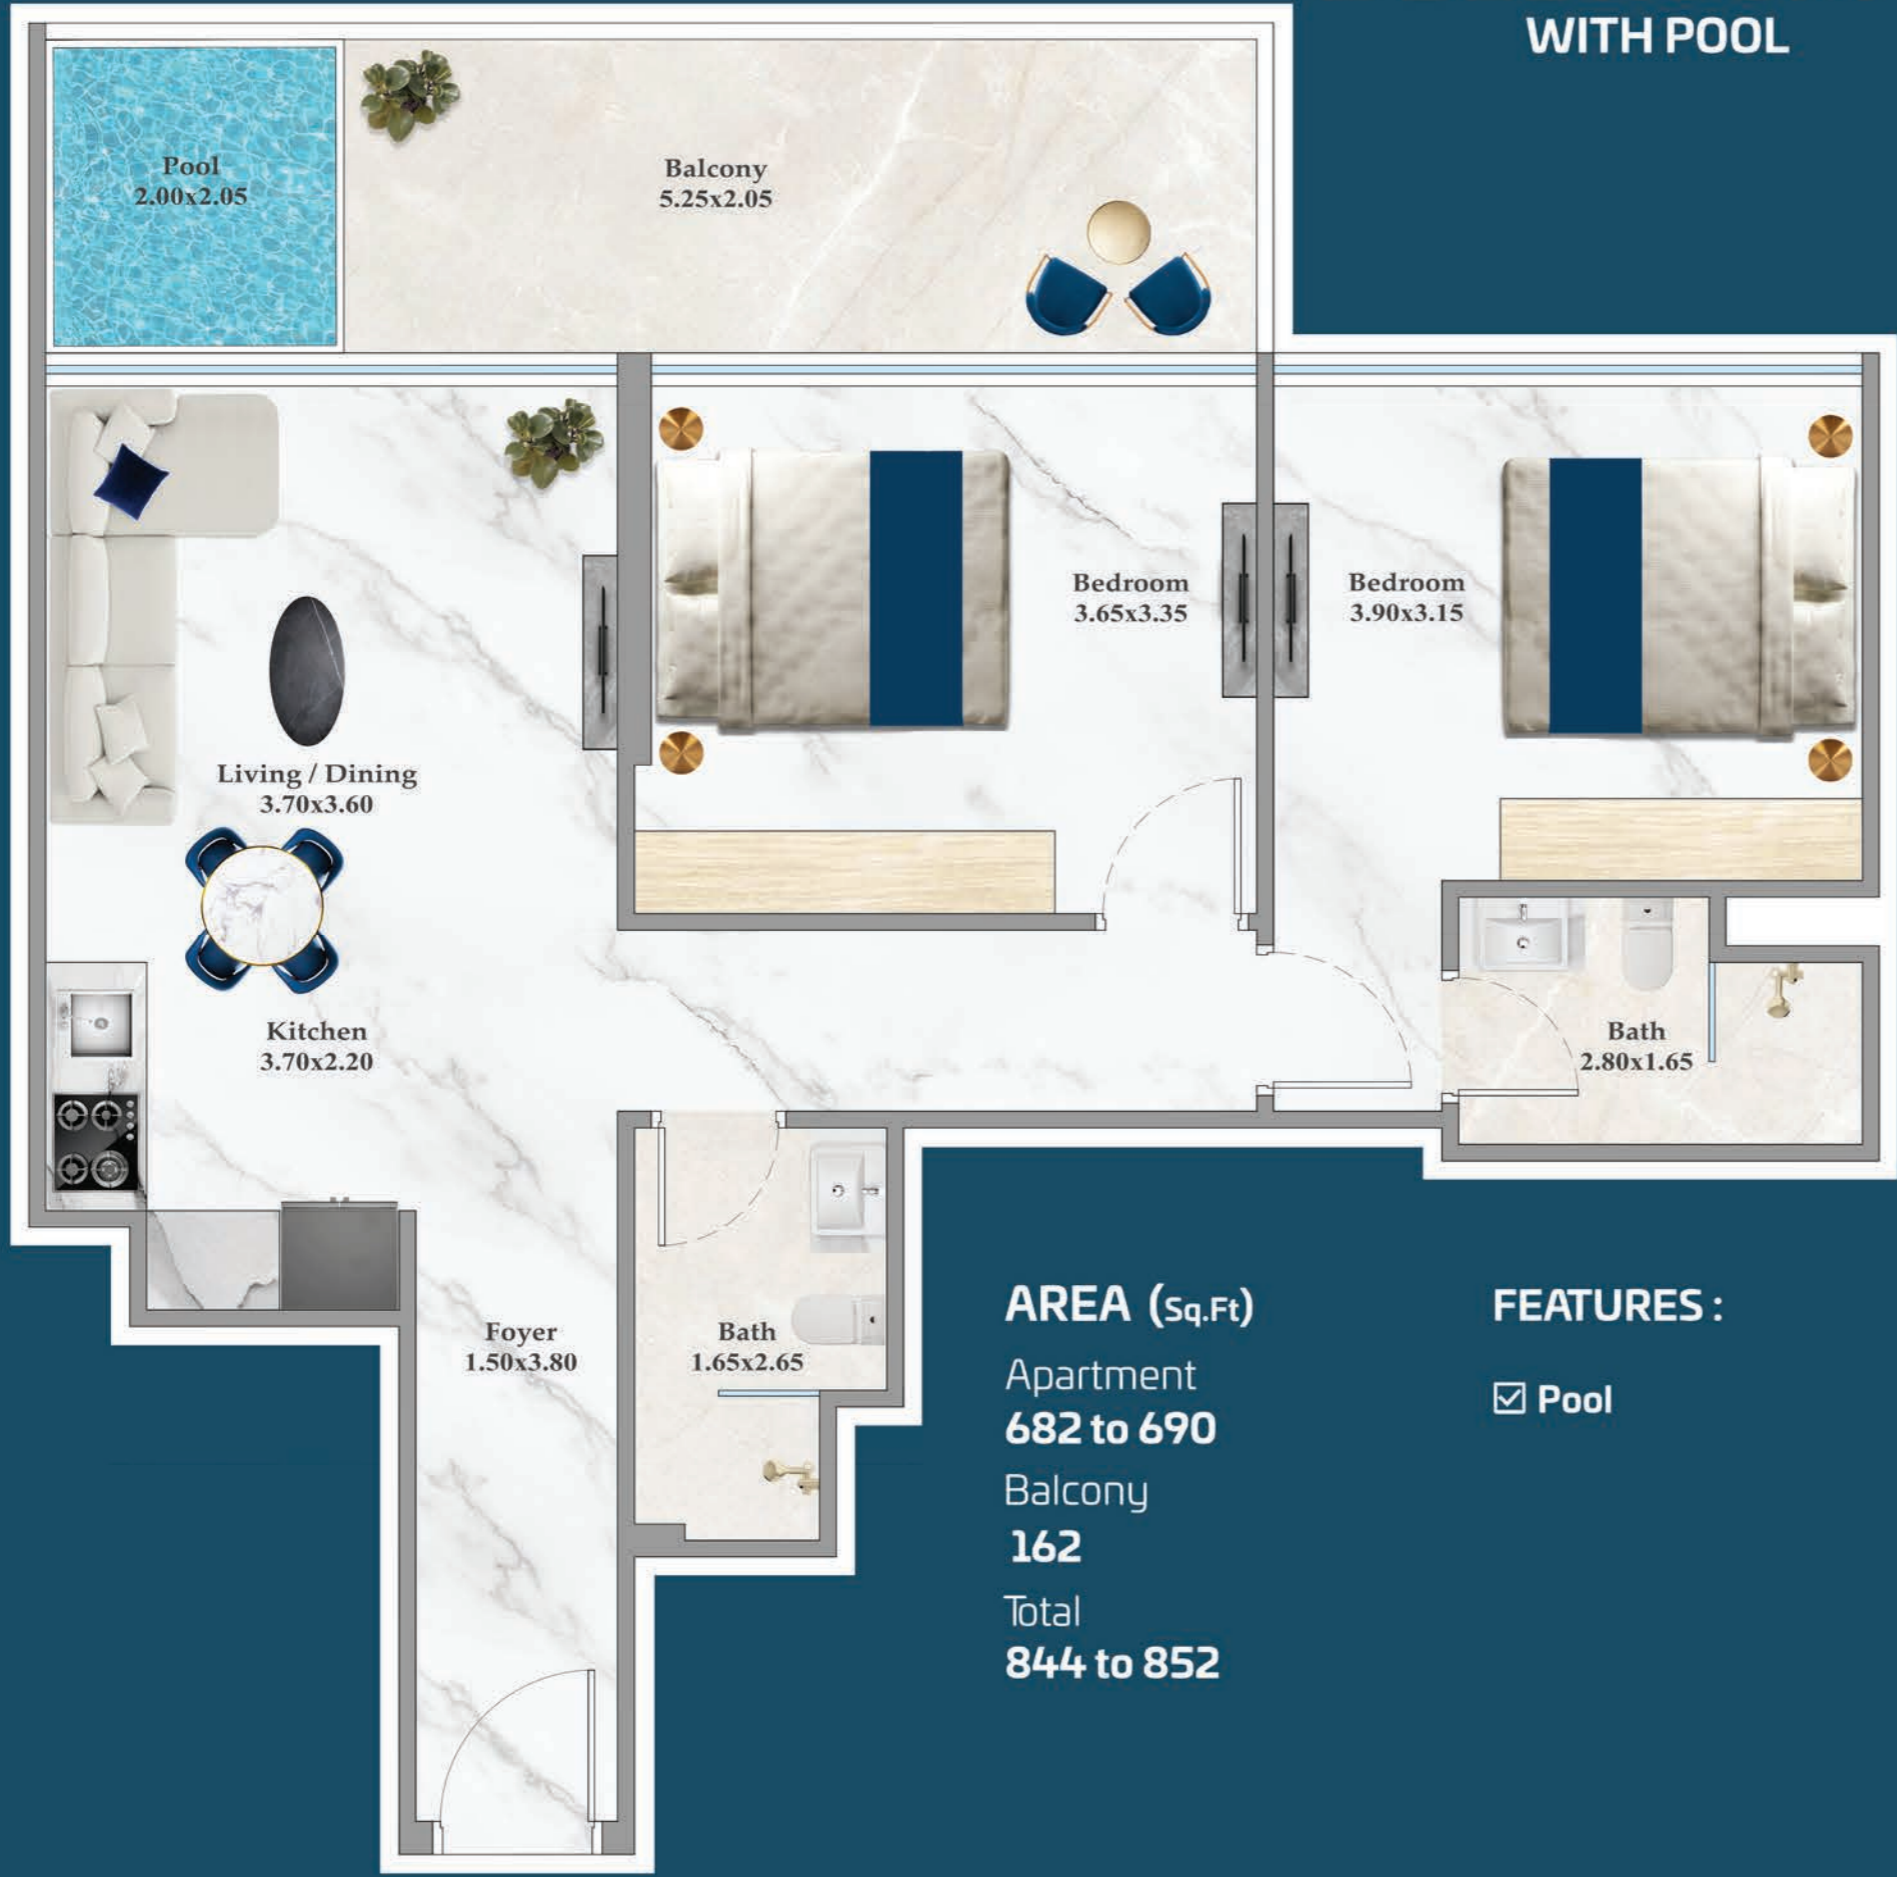 WITH POOL
Pool
2.00x2.05
Balcony
5.25x2.05
Bedroom
3.65x3.35
Bedroom
3.90x3.15
Living / Dining
3.70x3.60
Kitchen
3.70x2.20
Bath
2.80x1.65
Foyer
1.50x3.80
Bath
1.65x2.65
AREA (Sq.Ft)
Apartment
682 to 690
Balcony
162
Total
844 to 852
FEATURES :
☑ Pool